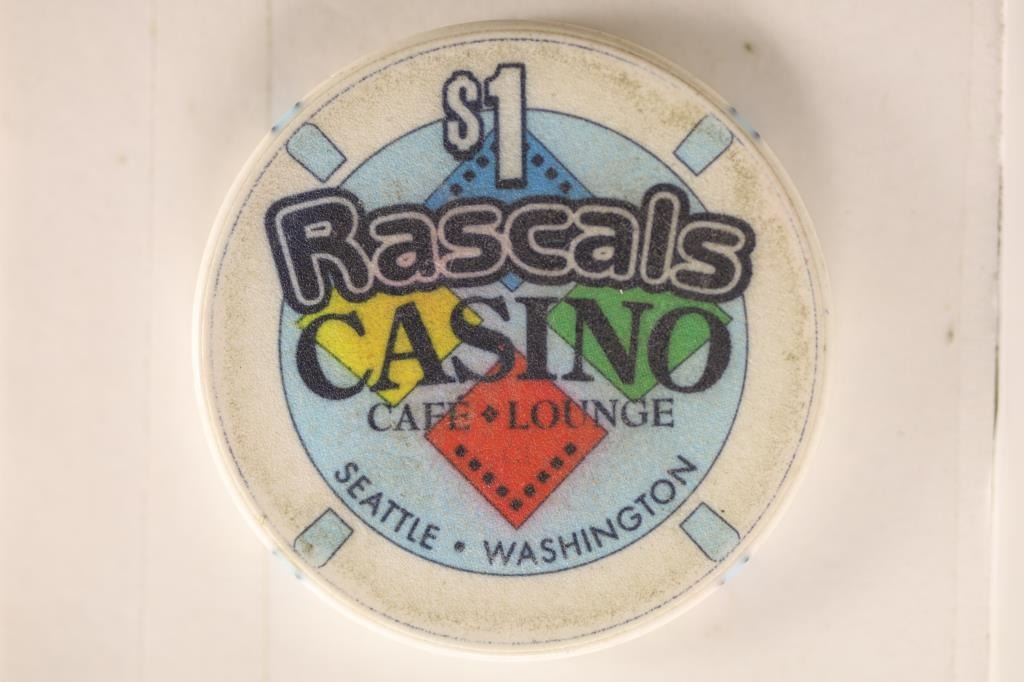 $1
Rascals
CASINO
CAFÉ • LOUNGE
SEATTLE • WASHINGTON